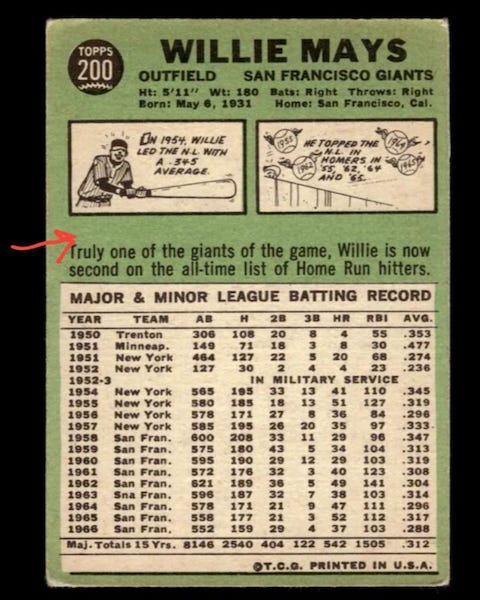 TOPPS
200
WILLIE MAYS
OUTFIELD SAN FRANCISCO GIANTS
Ht: 5'11" Wt: 180 Bats: Right Throws: Right
Born: May 6, 1931 Home: San Francisco, Cal.
IN 1954, WILLIE
LED THE N.L. WITH
A .345
AVERAGE.
1955
1962
1964
1965
HE TOPPED THE
N.L. IN
HOMERS IN
'55, '62, '64
AND '65.
Truly one of the giants of the game, Willie is now
second on the all-time list of Home Run hitters.
MAJOR & MINOR LEAGUE BATTING RECORD
YEAR TEAM AB H 2B 3B HR RBI AVG.
1950 Trenton 306 108 20 8 4 55 .353
1951 Minneap. 149 71 18 3 8 30 .477
1951 New York 464 127 22 5 20 68 .274
1952 New York 127 30 2 4 4 23 .236
1952-3 IN MILITARY SERVICE
1954 New York 565 195 33 13 41 110 .345
1955 New York 580 185 18 13 51 127 .319
1956 New York 578 171 27 8 36 84 .296
1957 New York 585 195 26 20 35 97 .333
1958 San Fran. 600 208 33 11 29 96 .347
1959 San Fran. 575 180 43 5 34 104 .313
1960 San Fran. 595 190 29 12 29 103 .319
1961 San Fran. 572 176 32 3 40 123 .308
1962 San Fran. 621 189 36 5 49 141 .304
1963 Sna Fran. 596 187 32 7 38 103 .314
1964 San Fran. 578 171 21 9 47 111 .296
1965 San Fran. 558 177 21 3 52 112 .317
1966 San Fran. 552 159 29 4 37 103 .288
Maj. Totals 15 Yrs. 8146 2540 404 122 542 1505 .312
©T.C.G. PRINTED IN U.S.A.